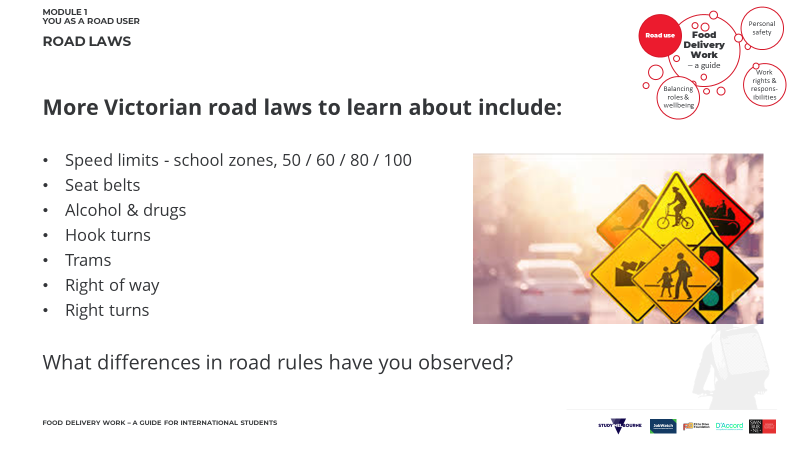 MODULE 1
YOU AS A ROAD USER
ROAD LAWS
Road use
Food
Delivery
Work
– a guide
Personal
safety
Work
rights &
respons-
ibilities
Balancing
roles &
wellbeing
More Victorian road laws to learn about include:
• Speed limits - school zones, 50 / 60 / 80 / 100
• Seat belts
• Alcohol & drugs
• Hook turns
• Trams
• Right of way
• Right turns
What differences in road rules have you observed?
FOOD DELIVERY WORK – A GUIDE FOR INTERNATIONAL STUDENTS
STUDY MELBOURNE
JobWatch
D'Accord